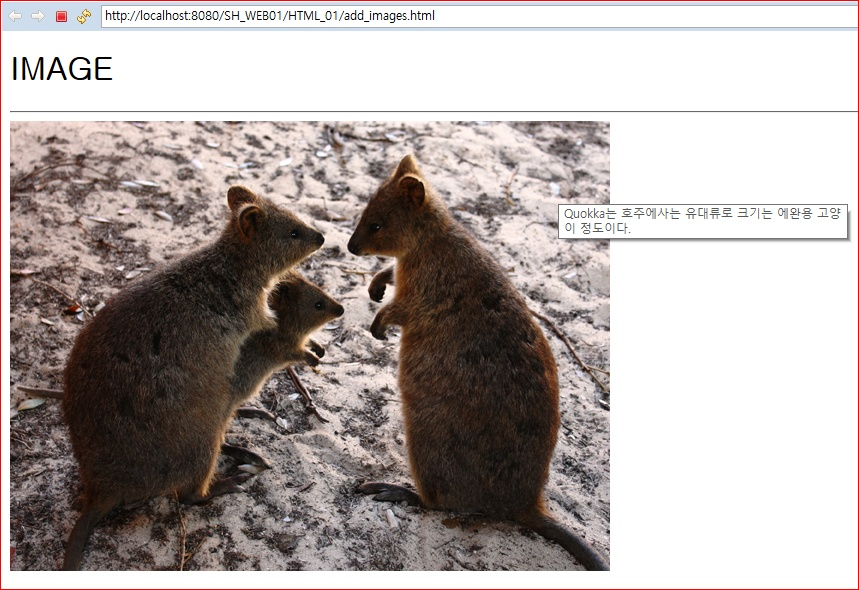 http://localhost:8080/SH_WEB01/HTML_01/add_images.html
IMAGE
Quokka는 호주에사는 유대류로 크기는 에완용 고양
이 정도이다.